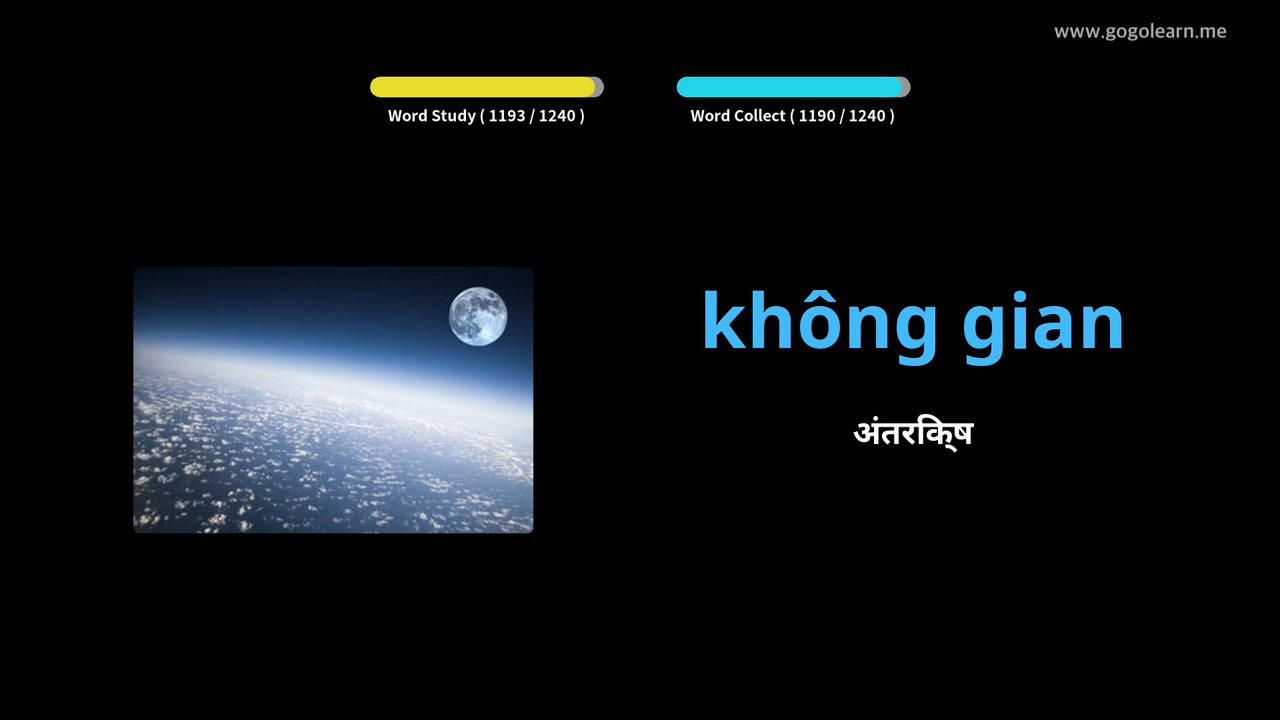 www.gogolearn.me
Word Study ( 1193 / 1240 )
Word Collect ( 1190 / 1240 )
không gian
अंतरिक्ष